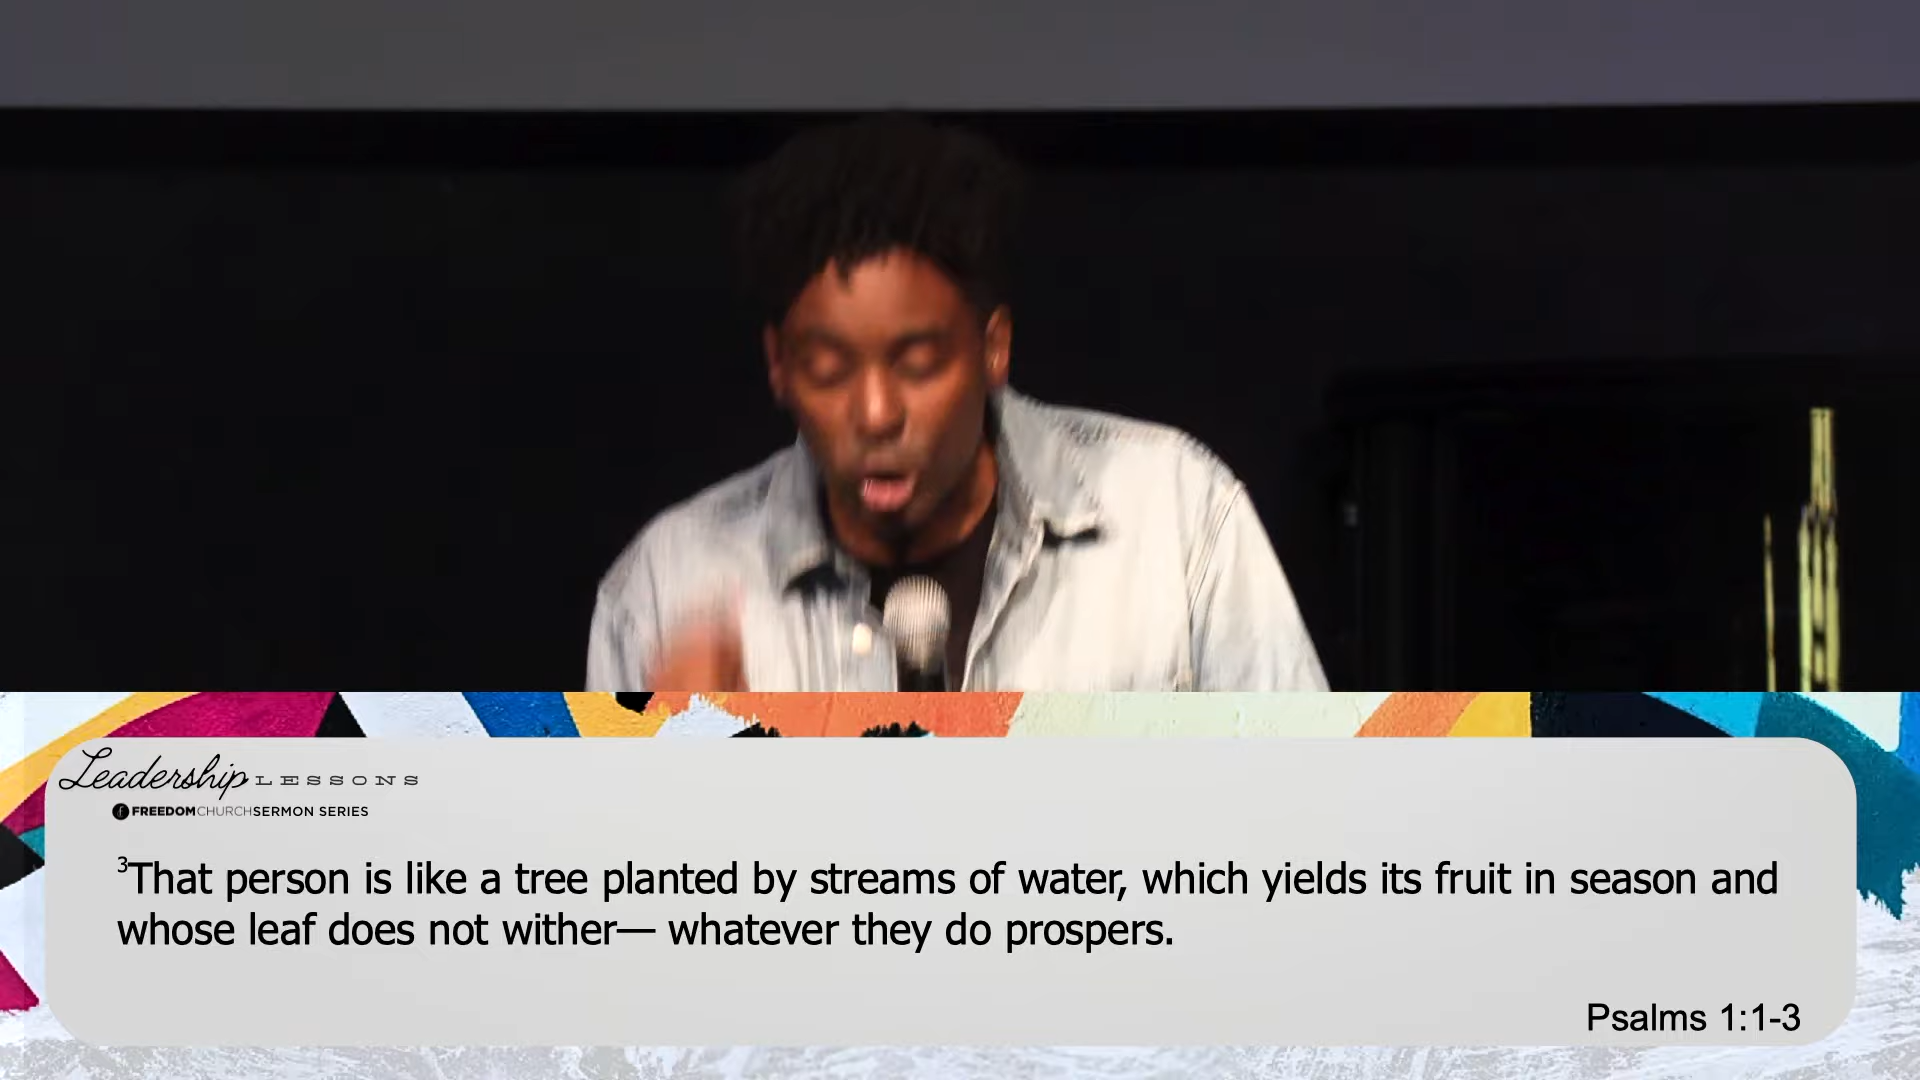 Leadership LESSONS
FREEDOMCHURCHSERMON SERIES
³That person is like a tree planted by streams of water, which yields its fruit in season and
whose leaf does not wither— whatever they do prospers.
Psalms 1:1-3